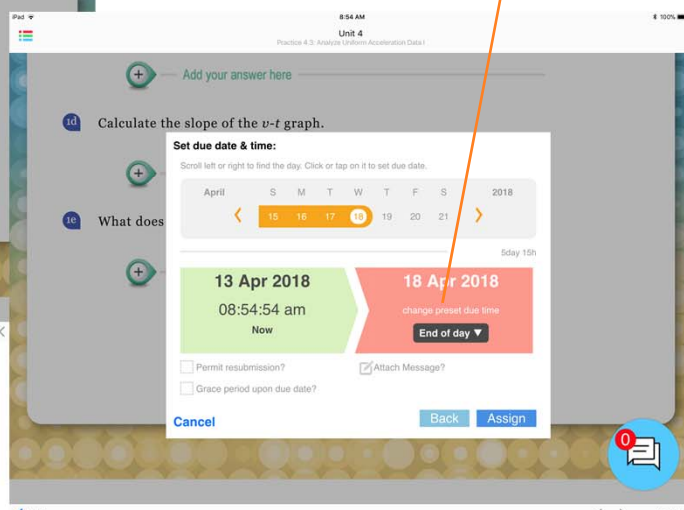 iPad 8:54 AM 100%
Unit 4
Practice 4.3: Analyze Uniform Acceleration Data I
Add your answer here
1d Calculate the slope of the v-t graph.
Set due date & time:
Scroll left or right to find the day. Click or tap on it to set due date.
April S M T W T F S 2018
15 16 17 18 19 20 21
1e What does
5day 15h
13 Apr 2018 18 Apr 2018
08:54:54 am change preset due time
Now End of day ▼
Permit resubmission? Attach Message?
Grace period upon due date?
Cancel Back Assign
0